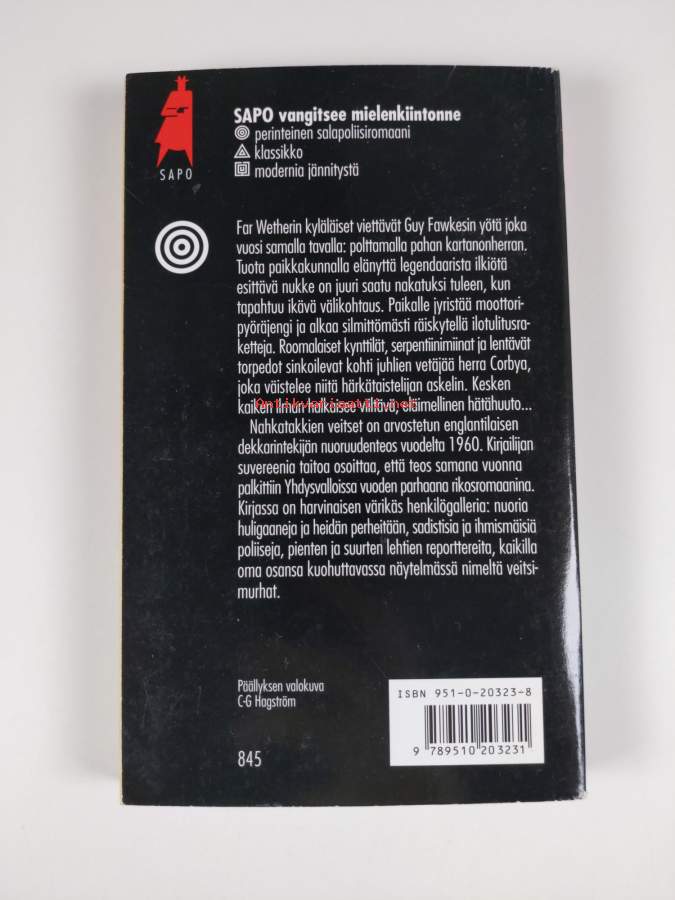 SAPO vangitsee mielenkiintonne
perinteinen salapoliisiromaani
klassikko
modernia jännitystä
SAPO
Far Wetherin kyläläiset viettävät Guy Fawkesin yötä joka
vuosi samalla tavalla: polttamalla pahan kartanonherran.
Tuota paikkakunnalla elänyttä legendaarista ilkiötä
esittävä nukke on juuri saatu nakatuksi tuleen, kun
tapahtuu ikävä välikohtaus. Paikalle jyristää moottori-
pyöräjengi ja alkaa silmittömästi räiskytellä ilotulitusra-
ketteja. Roomalaiset kynttilät, serpentiinimiinat ja lentävät
torpedot sinkoilevat kohti juhlien vetäjää herra Corbya,
joka väistelee niitä härkätaistelijan askelin. Kesken
kaiken ilman halkaisee viiltävä, eläimellinen hätähuuto...
Antikvariaatti.net
Nahkatakkien veitset on arvostetun englantilaisen
dekkarintekijän nuoruudenteos vuodelta 1960. Kirjailijan
suvereenia taitoa osoittaa, että teos samana vuonna
palkittiin Yhdysvalloissa vuoden parhaana rikosromaanina.
Kirjassa on harvinaisen värikäs henkilögalleria: nuoria
huligaaneja ja heidän perheitään, sadistisia ja ihmismäisiä
poliiseja, pienten ja suurten lehtien reporttereita, kaikilla
oma osansa kuohuttavassa näytelmässä nimeltä veitsi-
murhat.
Päällyksen valokuva
C-G Hagström
845
ISBN 951-0-20323-8
9 789510 203231